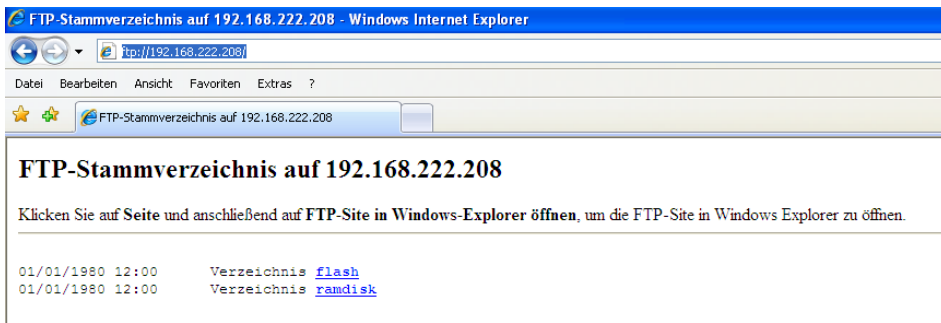 FTP-Stammverzeichnis auf 192.168.222.208 - Windows Internet Explorer
ftp://192.168.222.208/
Datei Bearbeiten Ansicht Favoriten Extras ?
FTP-Stammverzeichnis auf 192.168.222.208
FTP-Stammverzeichnis auf 192.168.222.208
Klicken Sie auf Seite und anschließend auf FTP-Site in Windows-Explorer öffnen, um die FTP-Site in Windows Explorer zu öffnen.
01/01/1980 12:00 Verzeichnis flash
01/01/1980 12:00 Verzeichnis ramdisk